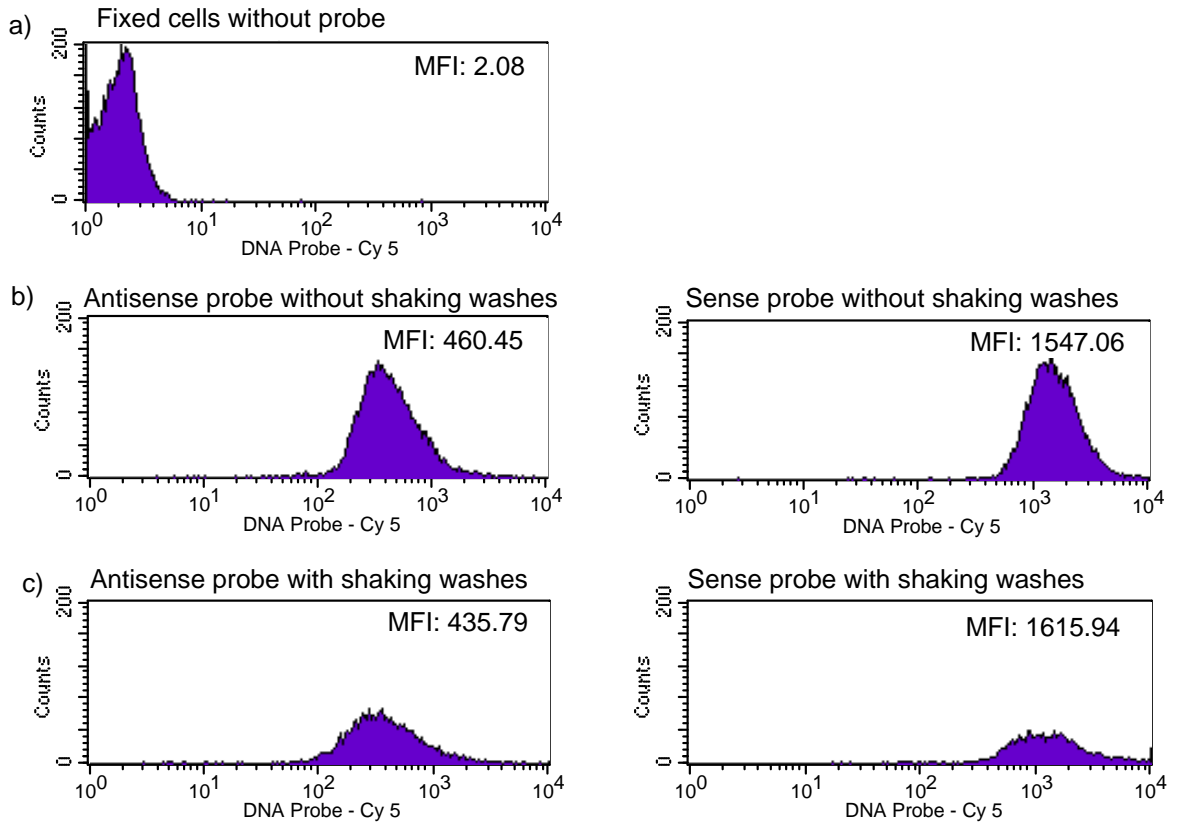 a)
Fixed cells without probe
MFI: 2.08
200
Counts
0
10^0 10^1 10^2 10^3 10^4
DNA Probe - Cy 5
b)
Antisense probe without shaking washes
MFI: 460.45
200
Counts
0
10^0 10^1 10^2 10^3 10^4
DNA Probe - Cy 5
Sense probe without shaking washes
MFI: 1547.06
200
Counts
0
10^0 10^1 10^2 10^3 10^4
DNA Probe - Cy 5
c)
Antisense probe with shaking washes
MFI: 435.79
200
Counts
0
10^0 10^1 10^2 10^3 10^4
DNA Probe - Cy 5
Sense probe with shaking washes
MFI: 1615.94
200
Counts
0
10^0 10^1 10^2 10^3 10^4
DNA Probe - Cy 5